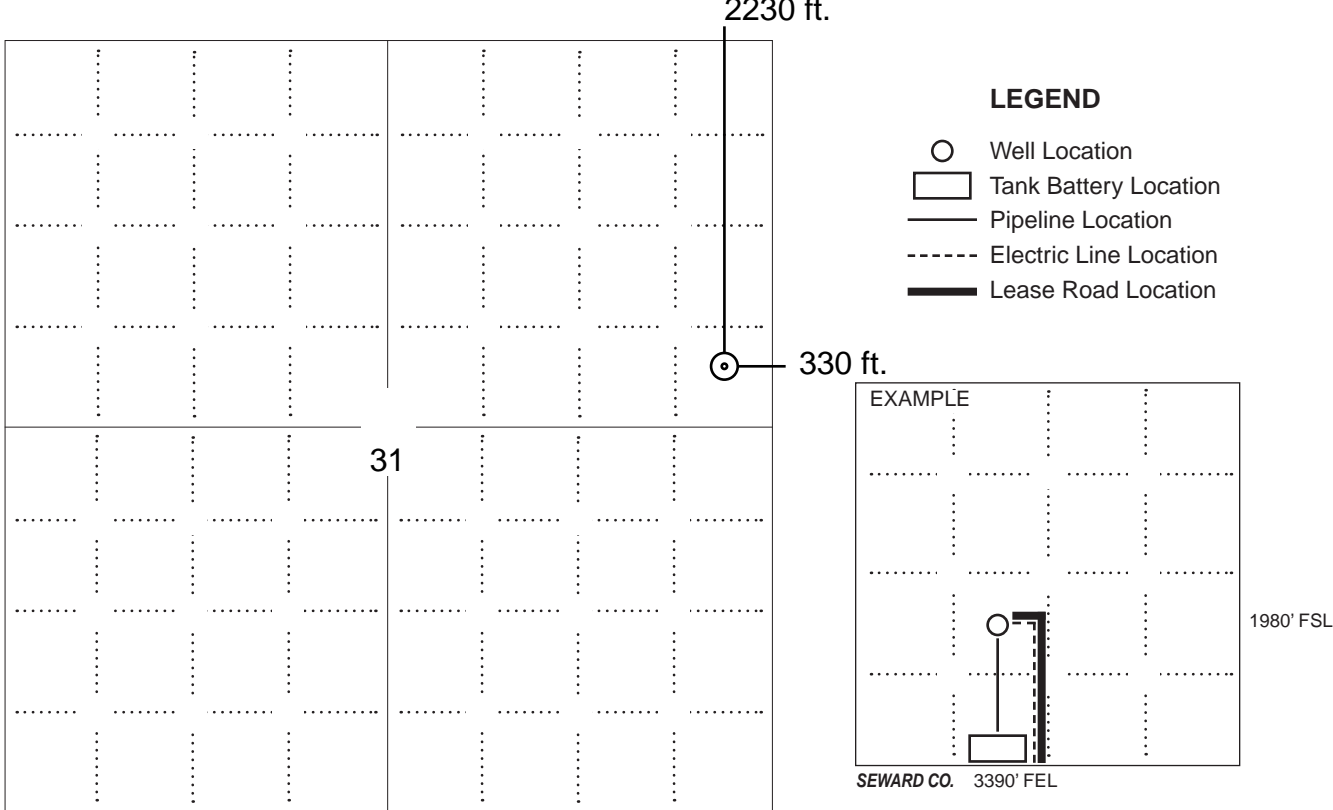 2230 ft.
LEGEND
Well Location
Tank Battery Location
Pipeline Location
Electric Line Location
Lease Road Location
330 ft.
EXAMPLE
31
1980' FSL
SEWARD CO. 3390' FEL